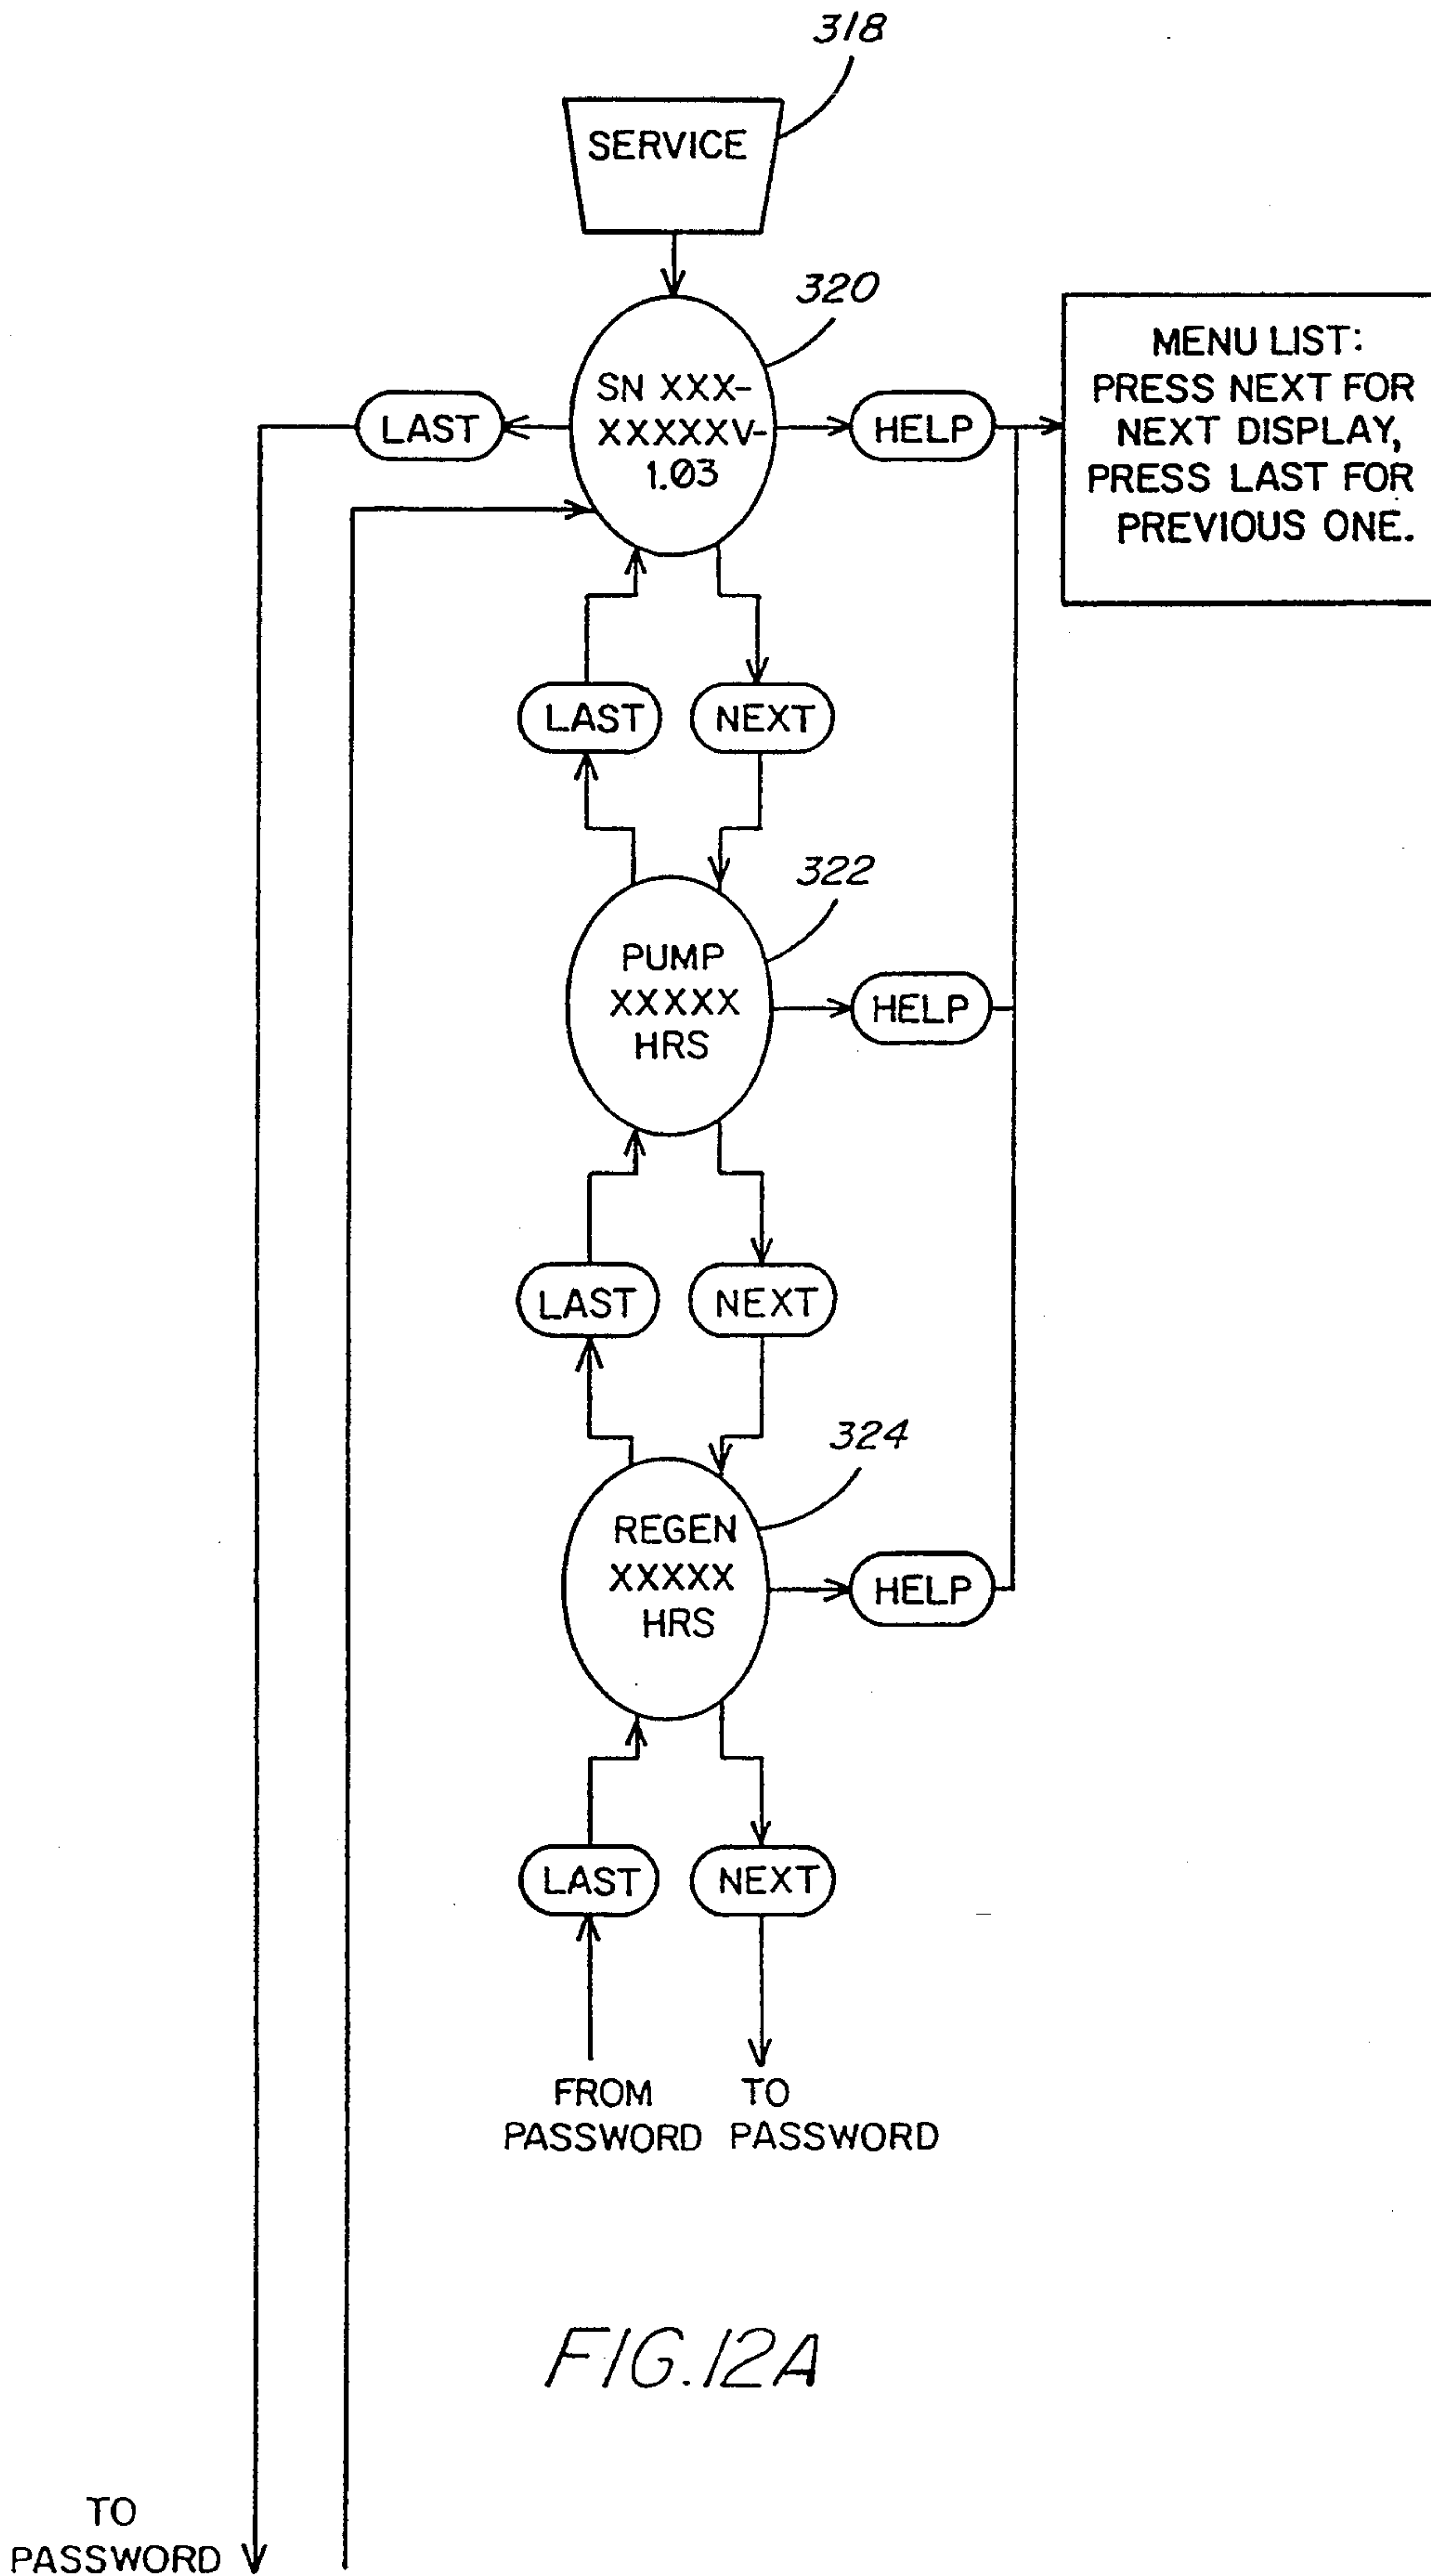 318
SERVICE
320
SN XXX-
XXXXXV-
1.03
LAST
HELP
MENU LIST:
PRESS NEXT FOR
NEXT DISPLAY,
PRESS LAST FOR
PREVIOUS ONE.
LAST
NEXT
322
PUMP
XXXXX
HRS
HELP
LAST
NEXT
324
REGEN
XXXXX
HRS
HELP
LAST
NEXT
FROM
PASSWORD
TO
PASSWORD
FIG.12A
TO
PASSWORD